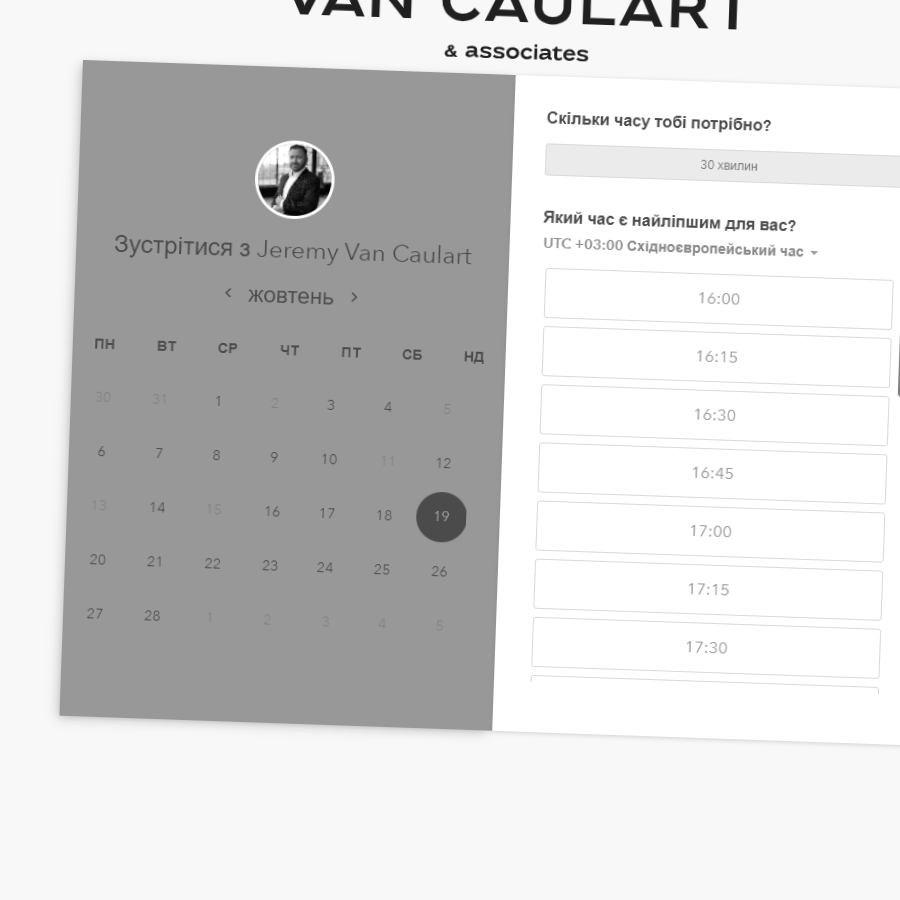 VAN CAULART
& associates
Зустрітися з Jeremy Van Caulart
жовтень
ПН ВТ СР ЧТ ПТ СБ НД
30 31 1 2 3 4 5
6 7 8 9 10 11 12
13 14 15 16 17 18 19
20 21 22 23 24 25 26
27 28 1 2 3 4 5
Скільки часу тобі потрібно?
30 хвилин
Який час є найліпшим для вас?
UTC +03:00 Східноєвропейський час
16:00
16:15
16:30
16:45
17:00
17:15
17:30